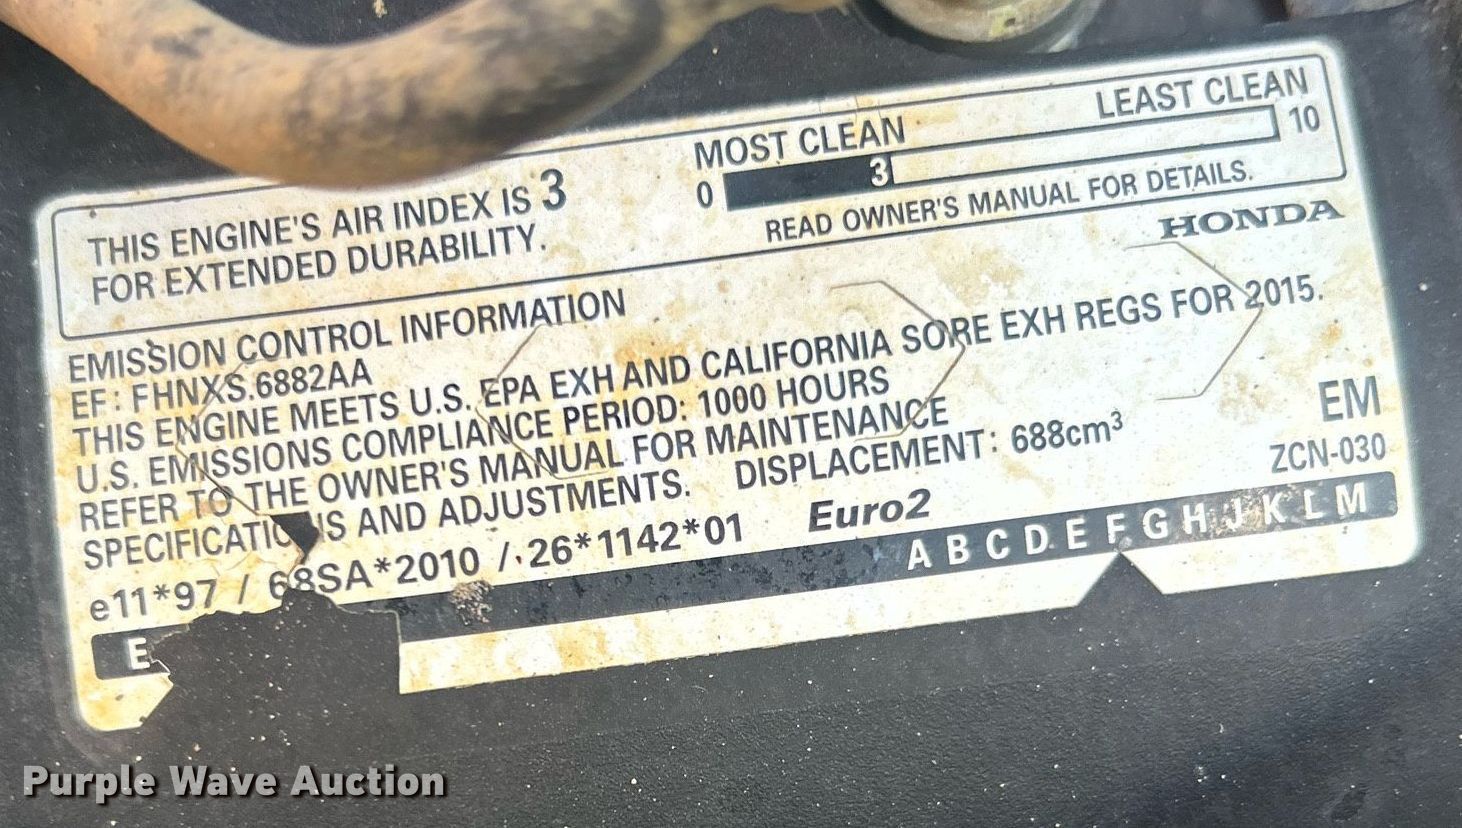 MOST CLEAN
LEAST CLEAN
0
3
10
THIS ENGINE'S AIR INDEX IS 3
FOR EXTENDED DURABILITY.
READ OWNER'S MANUAL FOR DETAILS.
HONDA
EMISSION CONTROL INFORMATION
EF: FHNXS.6882AA
THIS ENGINE MEETS U.S. EPA EXH AND CALIFORNIA SORE EXH REGS FOR 2015.
U.S. EMISSIONS COMPLIANCE PERIOD: 1000 HOURS
REFER TO THE OWNER'S MANUAL FOR MAINTENANCE
SPECIFICATIONS AND ADJUSTMENTS. DISPLACEMENT: 688cm³
EM
e11*97 / 68SA*2010 / 26*1142*01 Euro2
ZCN-030
E
A B C D E F G H J K L M
Purple Wave Auction